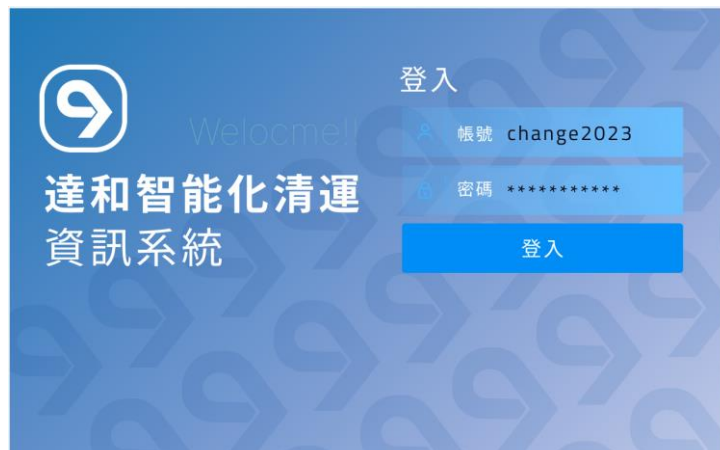 Welocme!!
達和智能化清運
資訊系統
登入
帳號 change2023
密碼 ***********
登入